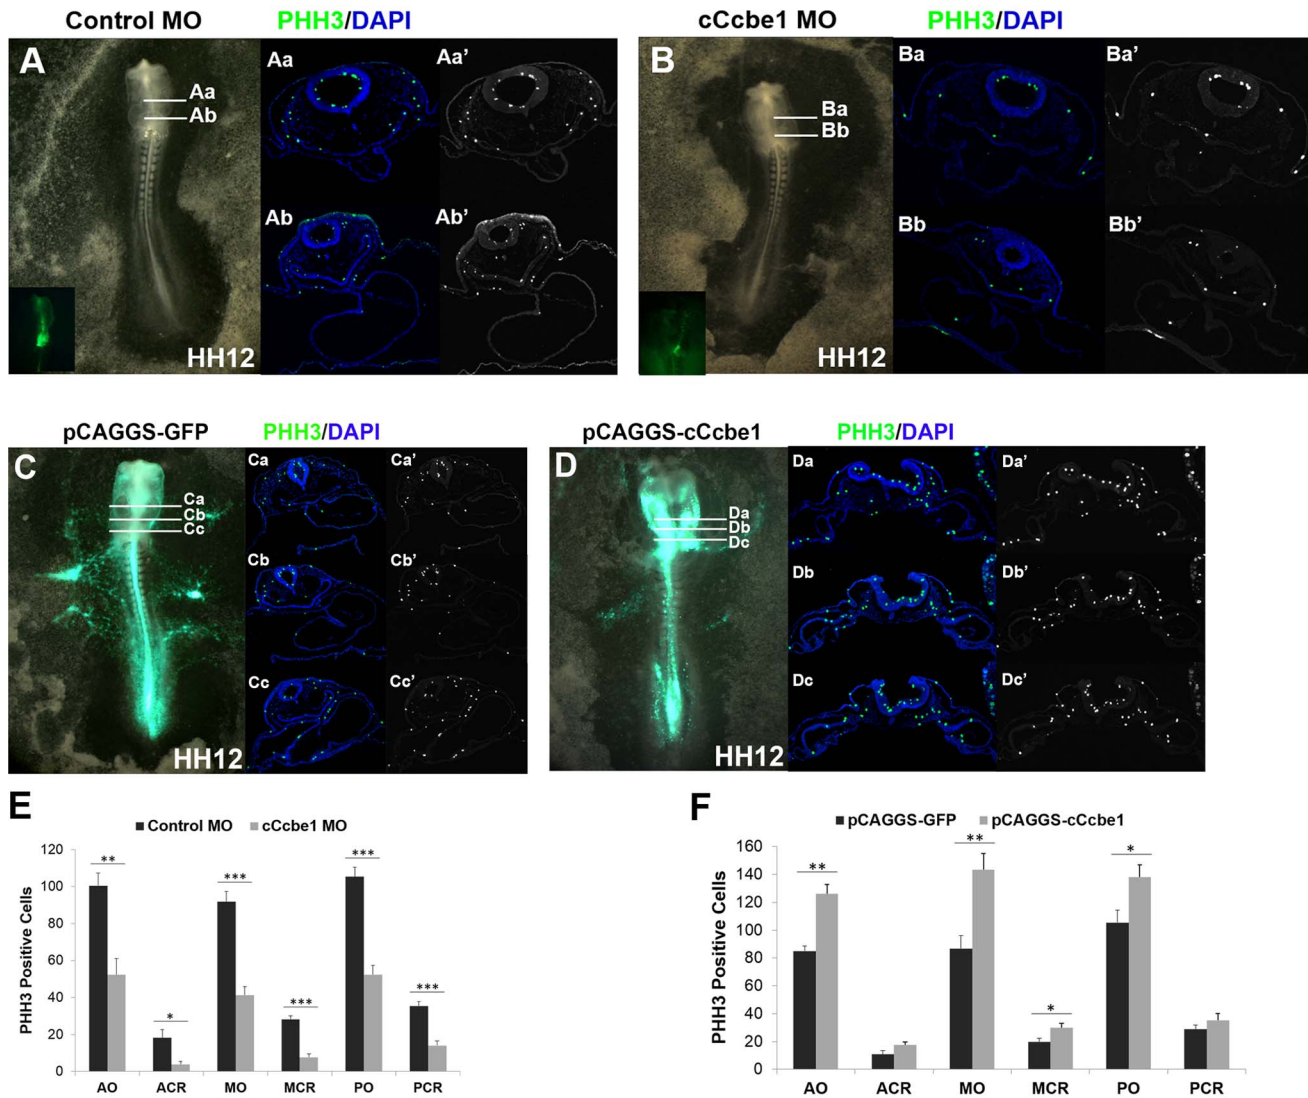 Control MO PHH3/DAPI cCcbe1 MO PHH3/DAPI
A Aa Aa’ B Ba Ba’
Aa
Ab
Ba
Bb
Ab Ab’ Bb Bb’
HH12 HH12
pCAGGS-GFP PHH3/DAPI pCAGGS-cCcbe1 PHH3/DAPI
C Ca Ca’ D Da Da’
Ca
Cb
Cc
Da
Db
Dc
Cb Cb’ Db Db’
Cc Cc’ Dc Dc’
HH12 HH12
E
■ Control MO ■ cCcbe1 MO
PHH3 Positive Cells
120
100
80
60
40
20
0
** * *** *** *** ***
AO ACR MO MCR PO PCR
F
■ pCAGGS-GFP ■ pCAGGS-cCcbe1
PHH3 Positive Cells
160
140
120
100
80
60
40
20
0
** ** * *
AO ACR MO MCR PO PCR